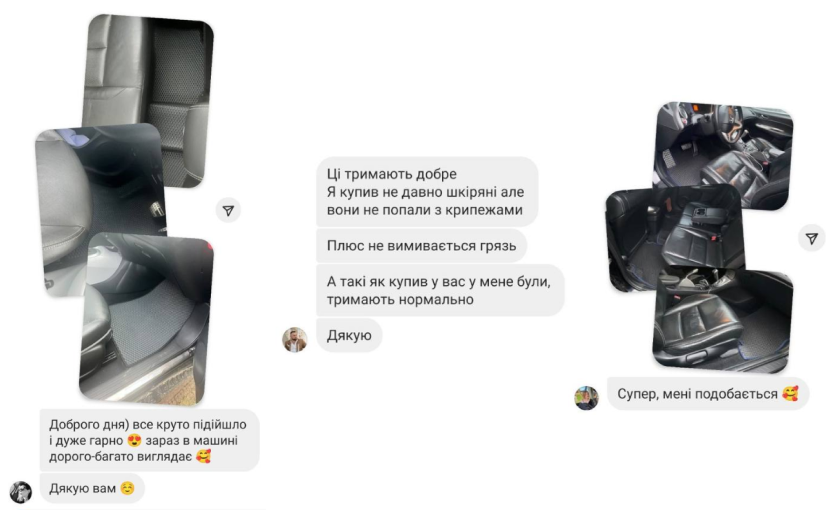 Доброго дня) все круто підійшло
і дуже гарно 😍 зараз в машині
дорого-багато виглядає 🥰
Дякую вам ☺️
Ці тримають добре
Я купив не давно шкіряні але
вони не попали з крипежами
Плюс не вимивається грязь
А такі як купив у вас у мене були,
тримають нормально
Дякую
Супер, мені подобається 🥰